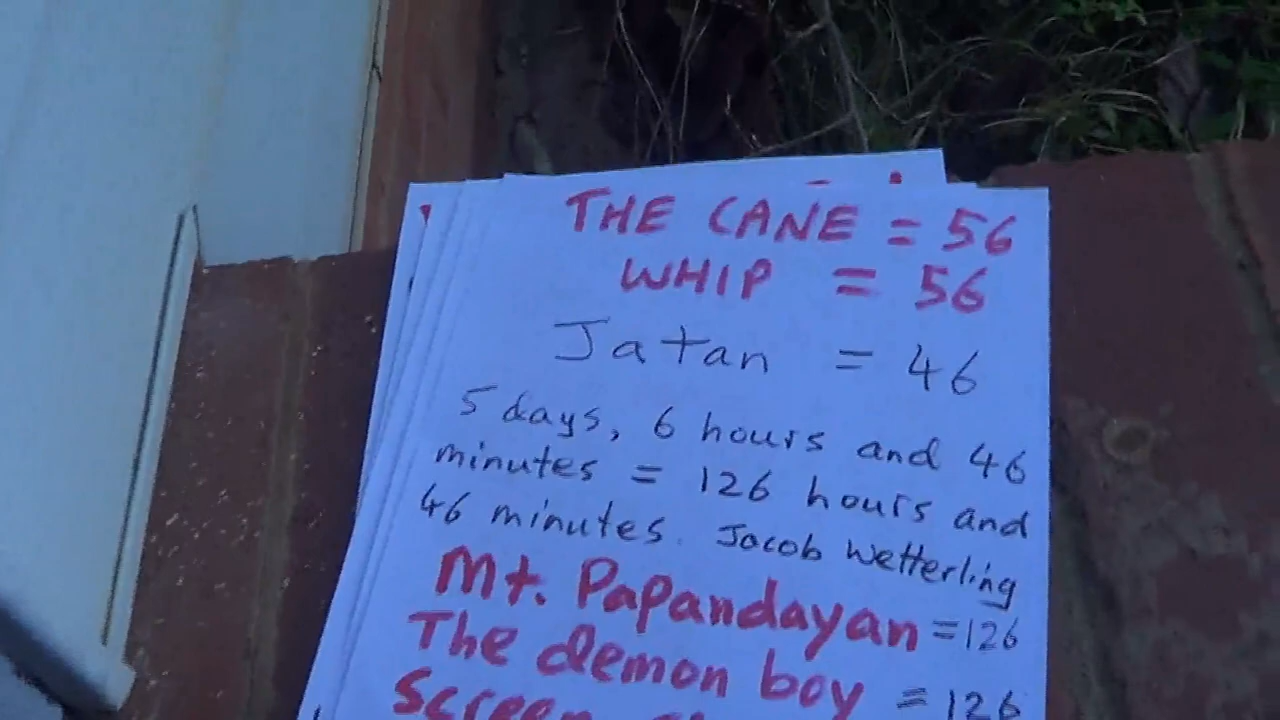 THE CANE = 56
WHIP = 56
Jatan = 46
5 days, 6 hours and 46
minutes = 126 hours and
46 minutes. Jacob Wetterling
Mt. Papandayan = 126
The demon boy = 126
Screen